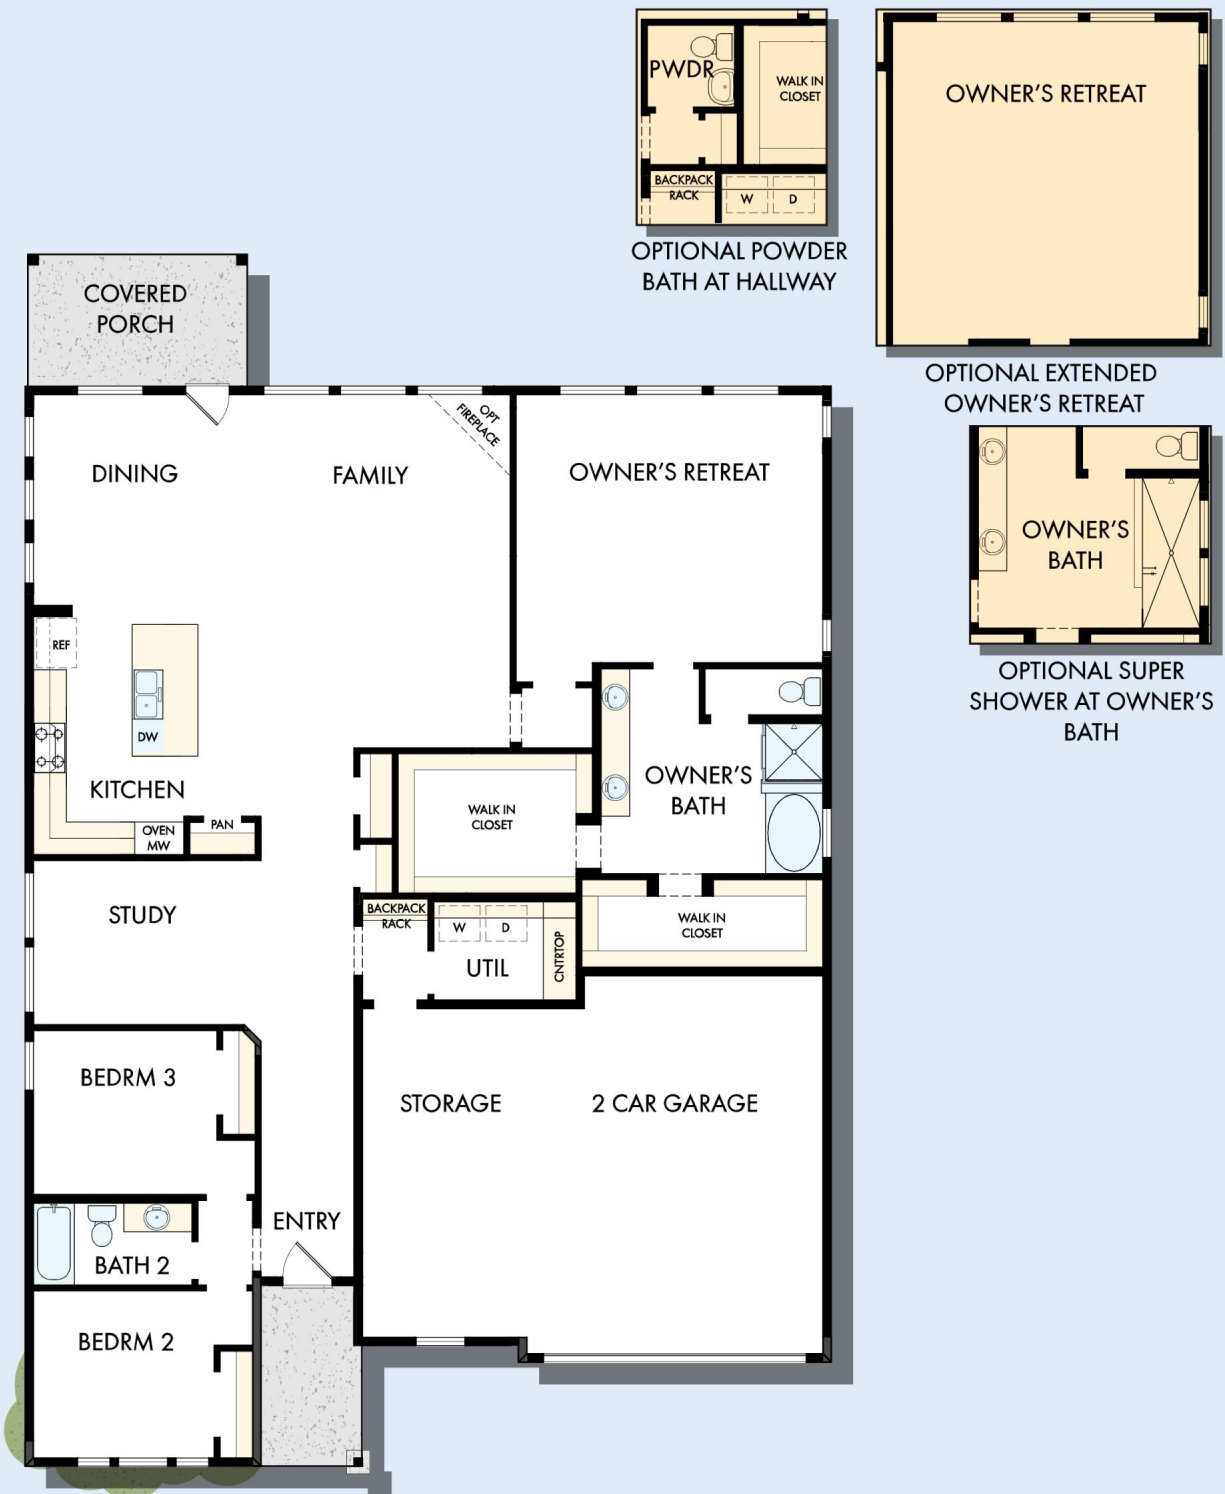 PWDR
WALK IN
CLOSET
BACKPACK
RACK
W
D
OPTIONAL POWDER
BATH AT HALLWAY
OWNER'S RETREAT
OPTIONAL EXTENDED
OWNER'S RETREAT
OWNER'S
BATH
OPTIONAL SUPER
SHOWER AT OWNER'S
BATH
COVERED
PORCH
OPT
FIREPLACE
DINING
FAMILY
OWNER'S RETREAT
REF
DW
KITCHEN
OVEN
MW
PAN
WALK IN
CLOSET
OWNER'S
BATH
STUDY
BACKPACK
RACK
W
D
UTIL
CNTRTOP
WALK IN
CLOSET
BEDRM 3
STORAGE
2 CAR GARAGE
ENTRY
BATH 2
BEDRM 2